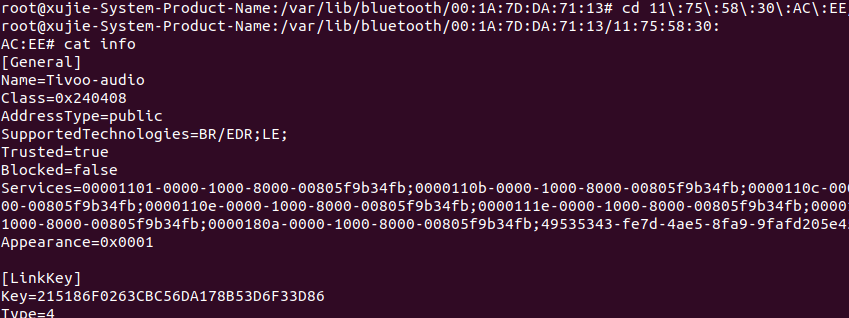 root@xujie-System-Product-Name:/var/lib/bluetooth/00:1A:7D:DA:71:13# cd 11\:75\:58\:30\:AC\:EE/
root@xujie-System-Product-Name:/var/lib/bluetooth/00:1A:7D:DA:71:13/11:75:58:30:
AC:EE# cat info
[General]
Name=Tivoo-audio
Class=0x240408
AddressType=public
SupportedTechnologies=BR/EDR;LE;
Trusted=true
Blocked=false
Services=00001101-0000-1000-8000-00805f9b34fb;0000110b-0000-1000-8000-00805f9b34fb;0000110c-00
00-00805f9b34fb;0000110e-0000-1000-8000-00805f9b34fb;0000111e-0000-1000-8000-00805f9b34fb;0000
1000-8000-00805f9b34fb;0000180a-0000-1000-8000-00805f9b34fb;49535343-fe7d-4ae5-8fa9-9fafd205e4
Appearance=0x0001
[LinkKey]
Key=215186F0263CBC56DA178B53D6F33D86
Type=4